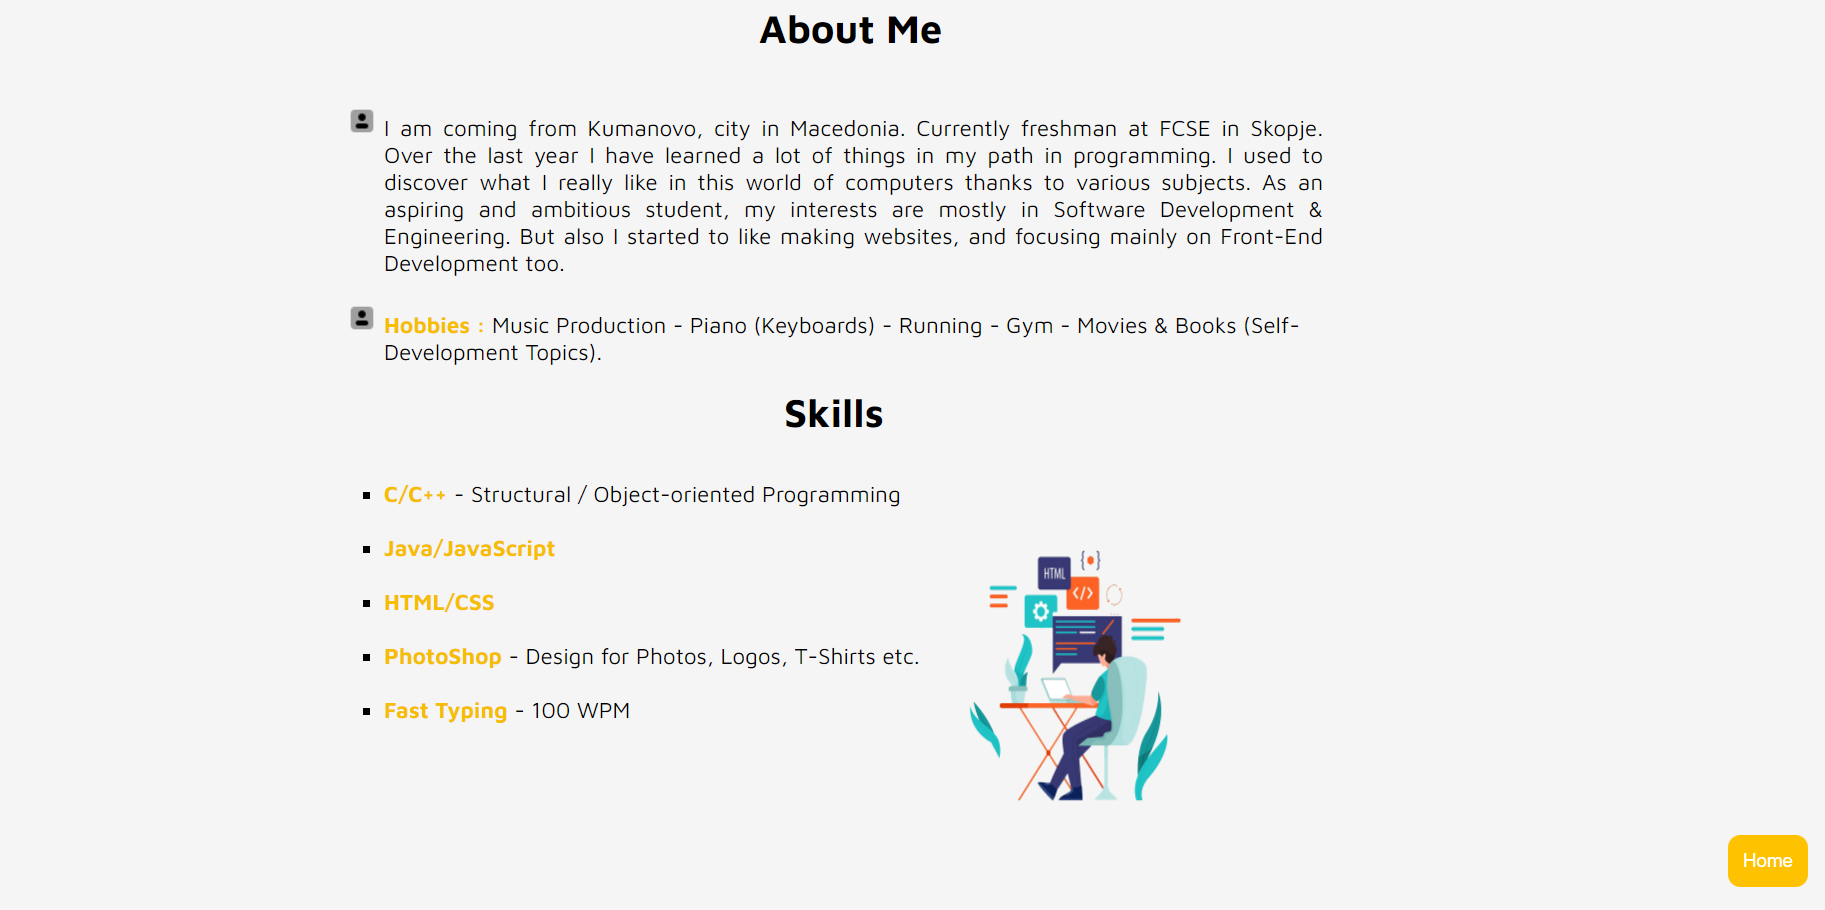 About Me
I am coming from Kumanovo, city in Macedonia. Currently freshman at FCSE in Skopje.
Over the last year I have learned a lot of things in my path in programming. I used to
discover what I really like in this world of computers thanks to various subjects. As an
aspiring and ambitious student, my interests are mostly in Software Development &
Engineering. But also I started to like making websites, and focusing mainly on Front-End
Development too.
Hobbies : Music Production - Piano (Keyboards) - Running - Gym - Movies & Books (Self-
Development Topics).
Skills
C/C++ - Structural / Object-oriented Programming
Java/JavaScript
HTML/CSS
PhotoShop - Design for Photos, Logos, T-Shirts etc.
Fast Typing - 100 WPM
{•}
HTML
</>
Home